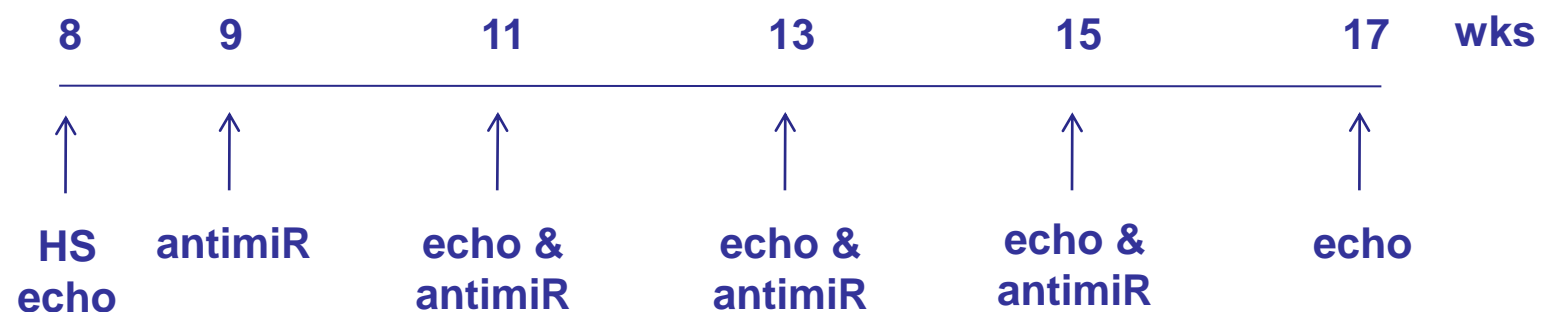 8 9 11 13 15 17 wks
HS antimiR echo & echo & echo & echo
echo antimiR antimiR antimiR